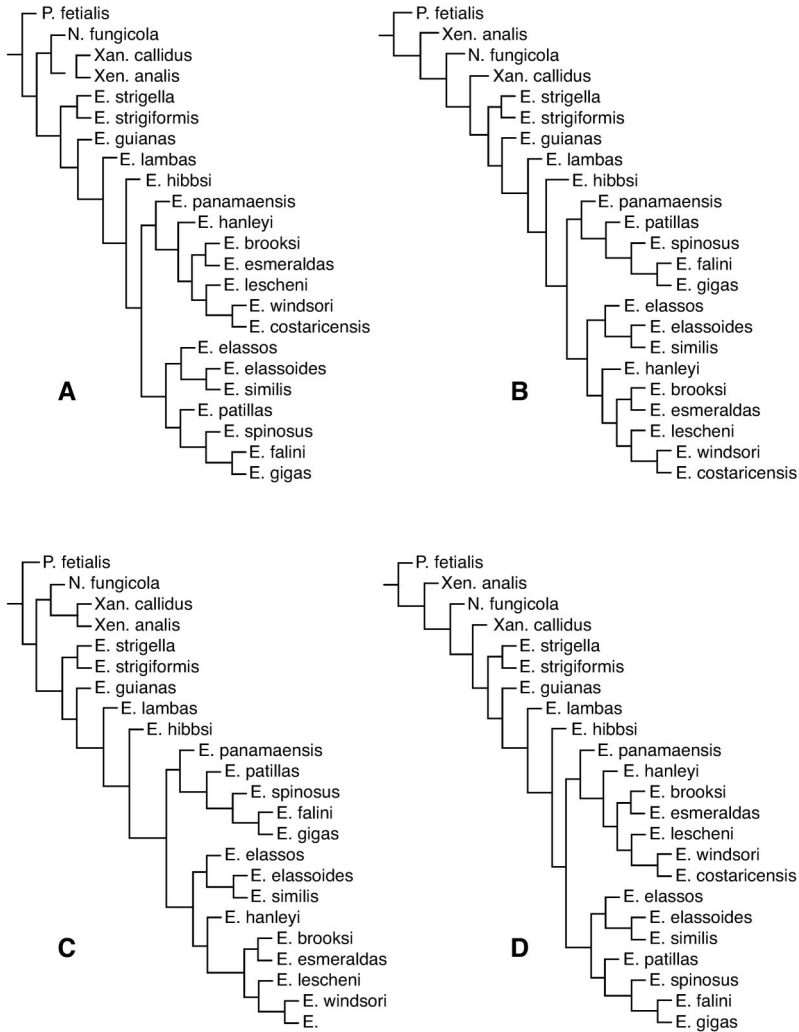 P. fetialis
N. fungicola
Xan. callidus
Xen. analis
E. strigella
E. strigiformis
E. guianas
E. lambas
E. hibbsi
E. panamaensis
E. hanleyi
E. brooksi
E. esmeraldas
E. lescheni
E. windsori
E. costaricensis
E. elassos
E. elassoides
E. similis
E. patillas
E. spinosus
E. falini
E. gigas
A
P. fetialis
Xen. analis
N. fungicola
Xan. callidus
E. strigella
E. strigiformis
E. guianas
E. lambas
E. hibbsi
E. panamaensis
E. patillas
E. spinosus
E. falini
E. gigas
E. elassos
E. elassoides
E. similis
E. hanleyi
E. brooksi
E. esmeraldas
E. lescheni
E. windsori
E. costaricensis
B
P. fetialis
N. fungicola
Xan. callidus
Xen. analis
E. strigella
E. strigiformis
E. guianas
E. lambas
E. hibbsi
E. panamaensis
E. patillas
E. spinosus
E. falini
E. gigas
E. elassos
E. elassoides
E. similis
E. hanleyi
E. brooksi
E. esmeraldas
E. lescheni
E. windsori
E.
C
P. fetialis
Xen. analis
N. fungicola
Xan. callidus
E. strigella
E. strigiformis
E. guianas
E. lambas
E. hibbsi
E. panamaensis
E. hanleyi
E. brooksi
E. esmeraldas
E. lescheni
E. windsori
E. costaricensis
E. elassos
E. elassoides
E. similis
E. patillas
E. spinosus
E. falini
E. gigas
D